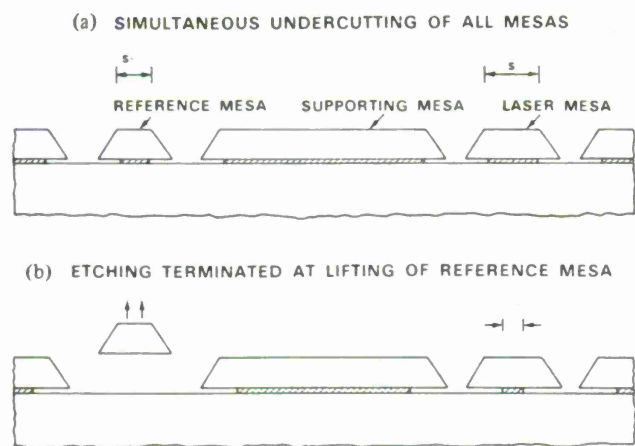 (a) SIMULTANEOUS UNDERCUTTING OF ALL MESAS
s s
REFERENCE MESA SUPPORTING MESA LASER MESA
(b) ETCHING TERMINATED AT LIFTING OF REFERENCE MESA